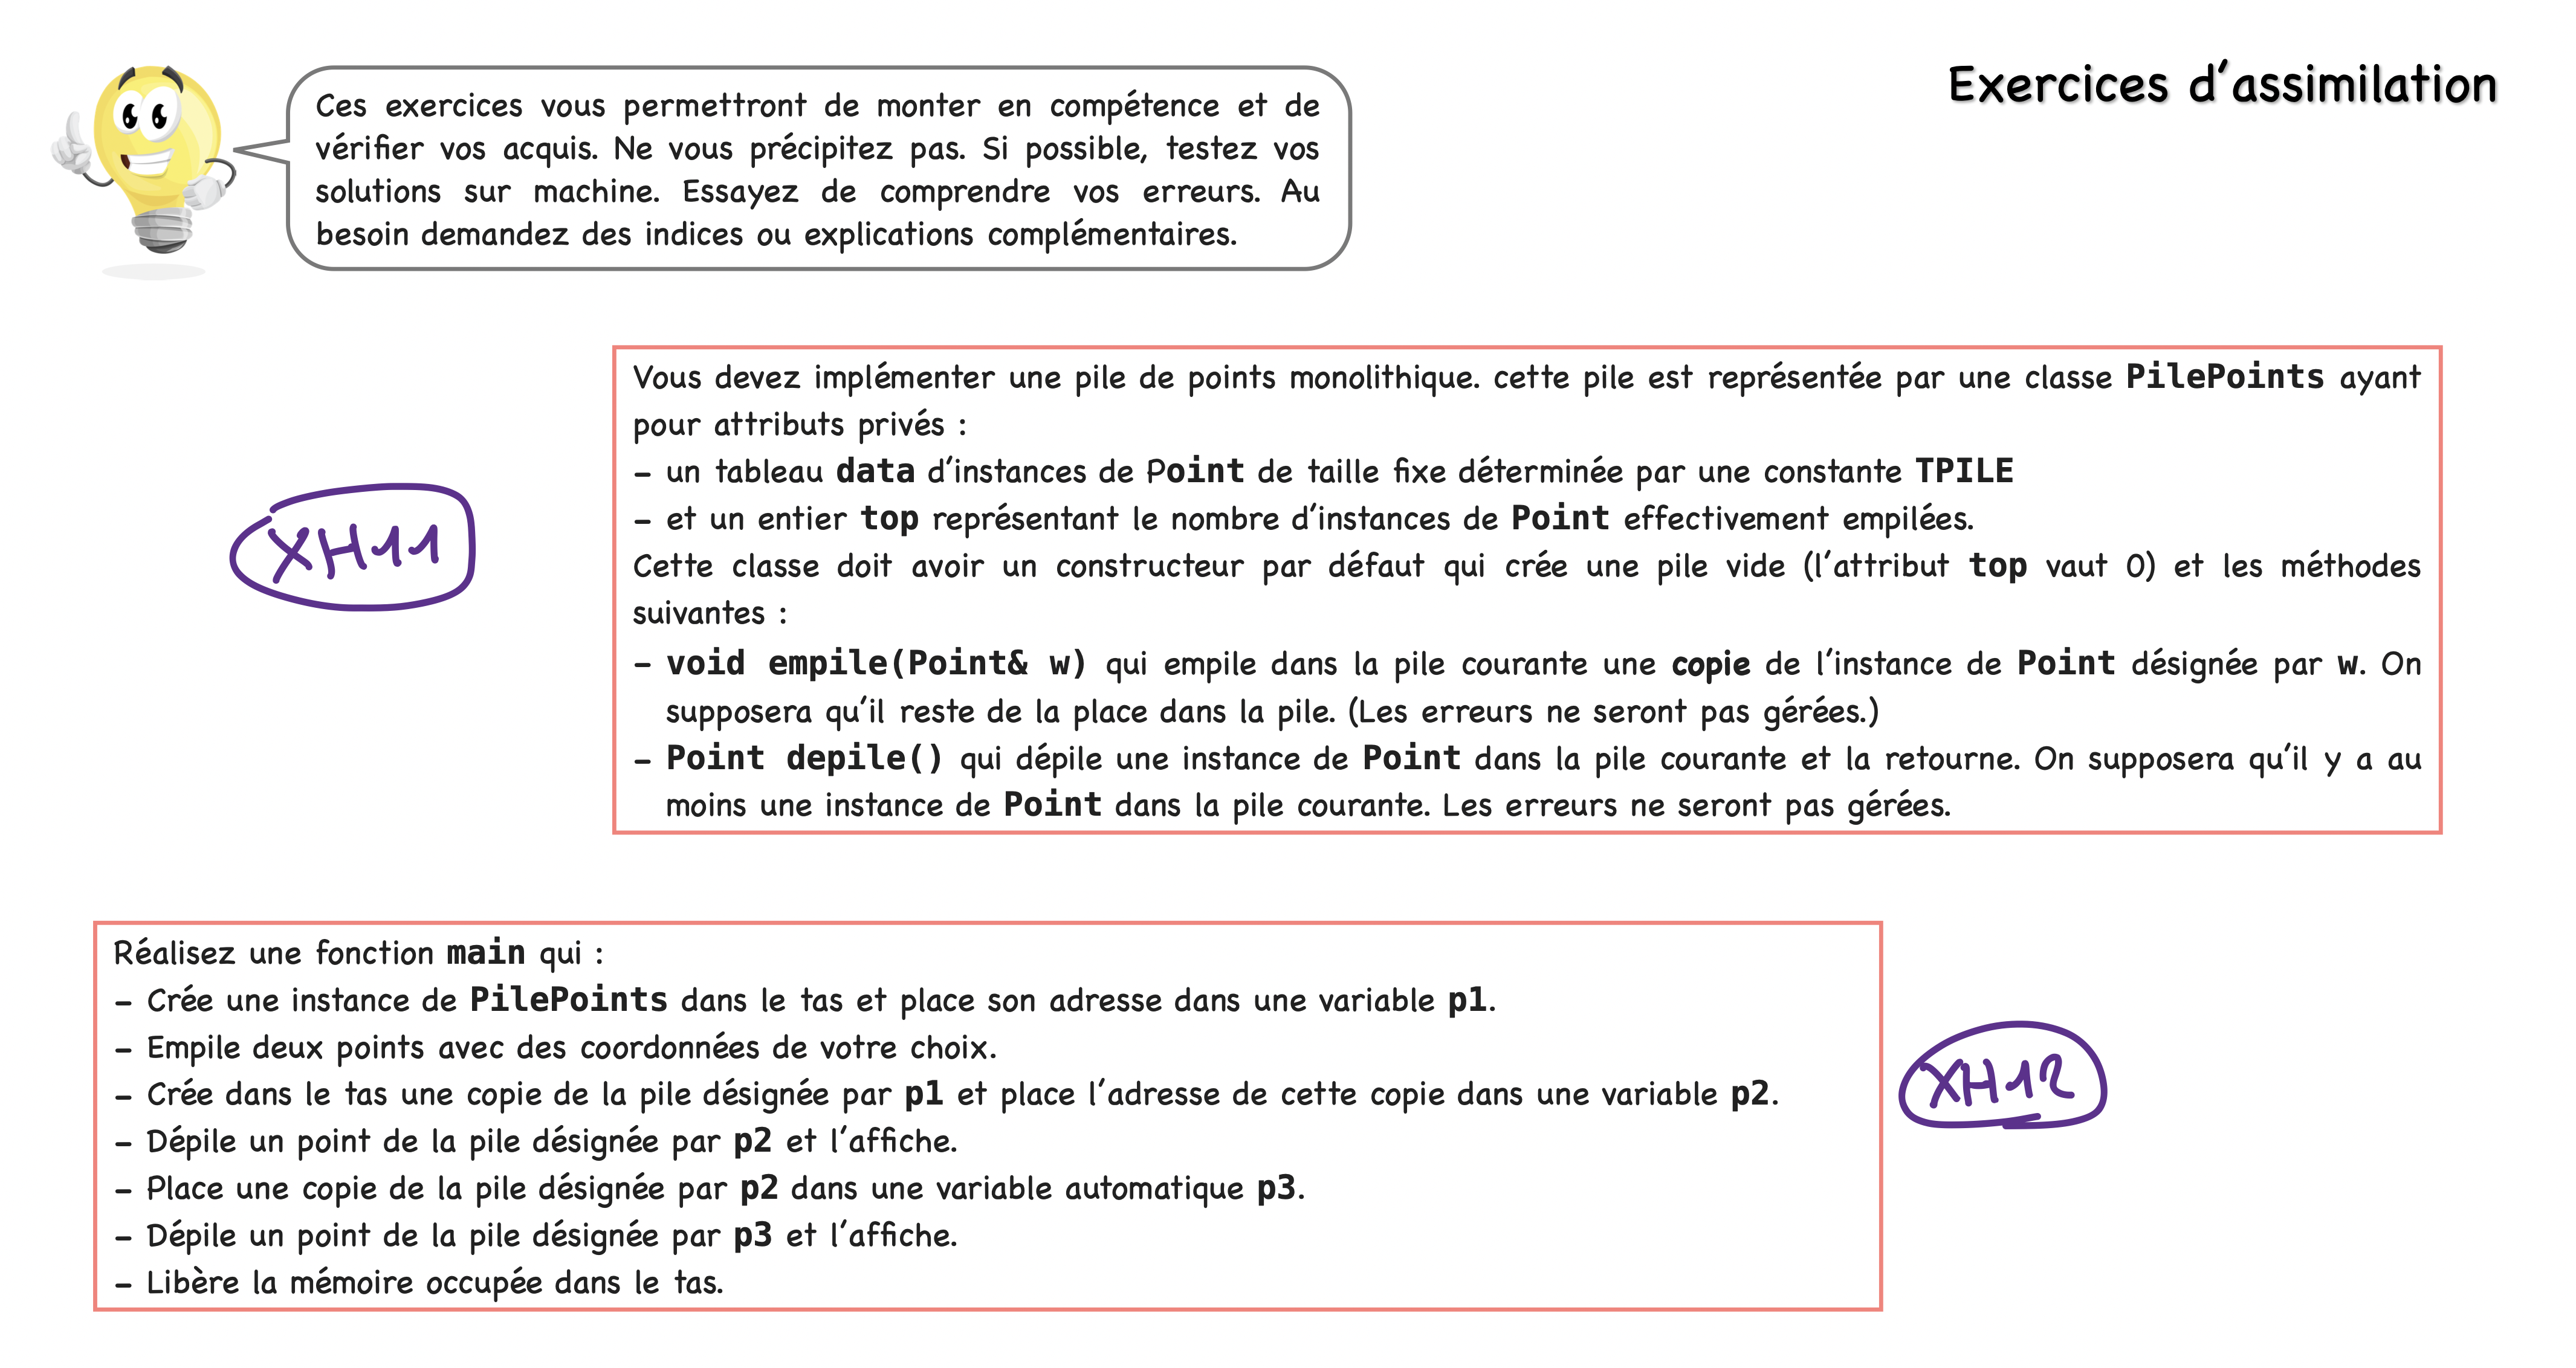 Exercices d'assimilation
Ces exercices vous permettront de monter en compétence et de
vérifier vos acquis. Ne vous précipitez pas. Si possible, testez vos
solutions sur machine. Essayez de comprendre vos erreurs. Au
besoin demandez des indices ou explications complémentaires.
Vous devez implémenter une pile de points monolithique. cette pile est représentée par une classe PilePoints ayant
pour attributs privés :
- un tableau data d'instances de Point de taille fixe déterminée par une constante TPILE
- et un entier top représentant le nombre d'instances de Point effectivement empilées.
Cette classe doit avoir un constructeur par défaut qui crée une pile vide (l'attribut top vaut 0) et les méthodes
suivantes :
- void empile(Point& w) qui empile dans la pile courante une copie de l'instance de Point désignée par w. On
supposera qu'il reste de la place dans la pile. (Les erreurs ne seront pas gérées.)
- Point depile() qui dépile une instance de Point dans la pile courante et la retourne. On supposera qu'il y a au
moins une instance de Point dans la pile courante. Les erreurs ne seront pas gérées.
XH11
Réalisez une fonction main qui :
- Crée une instance de PilePoints dans le tas et place son adresse dans une variable p1.
- Empile deux points avec des coordonnées de votre choix.
- Crée dans le tas une copie de la pile désignée par p1 et place l'adresse de cette copie dans une variable p2.
- Dépile un point de la pile désignée par p2 et l'affiche.
- Place une copie de la pile désignée par p2 dans une variable automatique p3.
- Dépile un point de la pile désignée par p3 et l'affiche.
- Libère la mémoire occupée dans le tas.
XH12